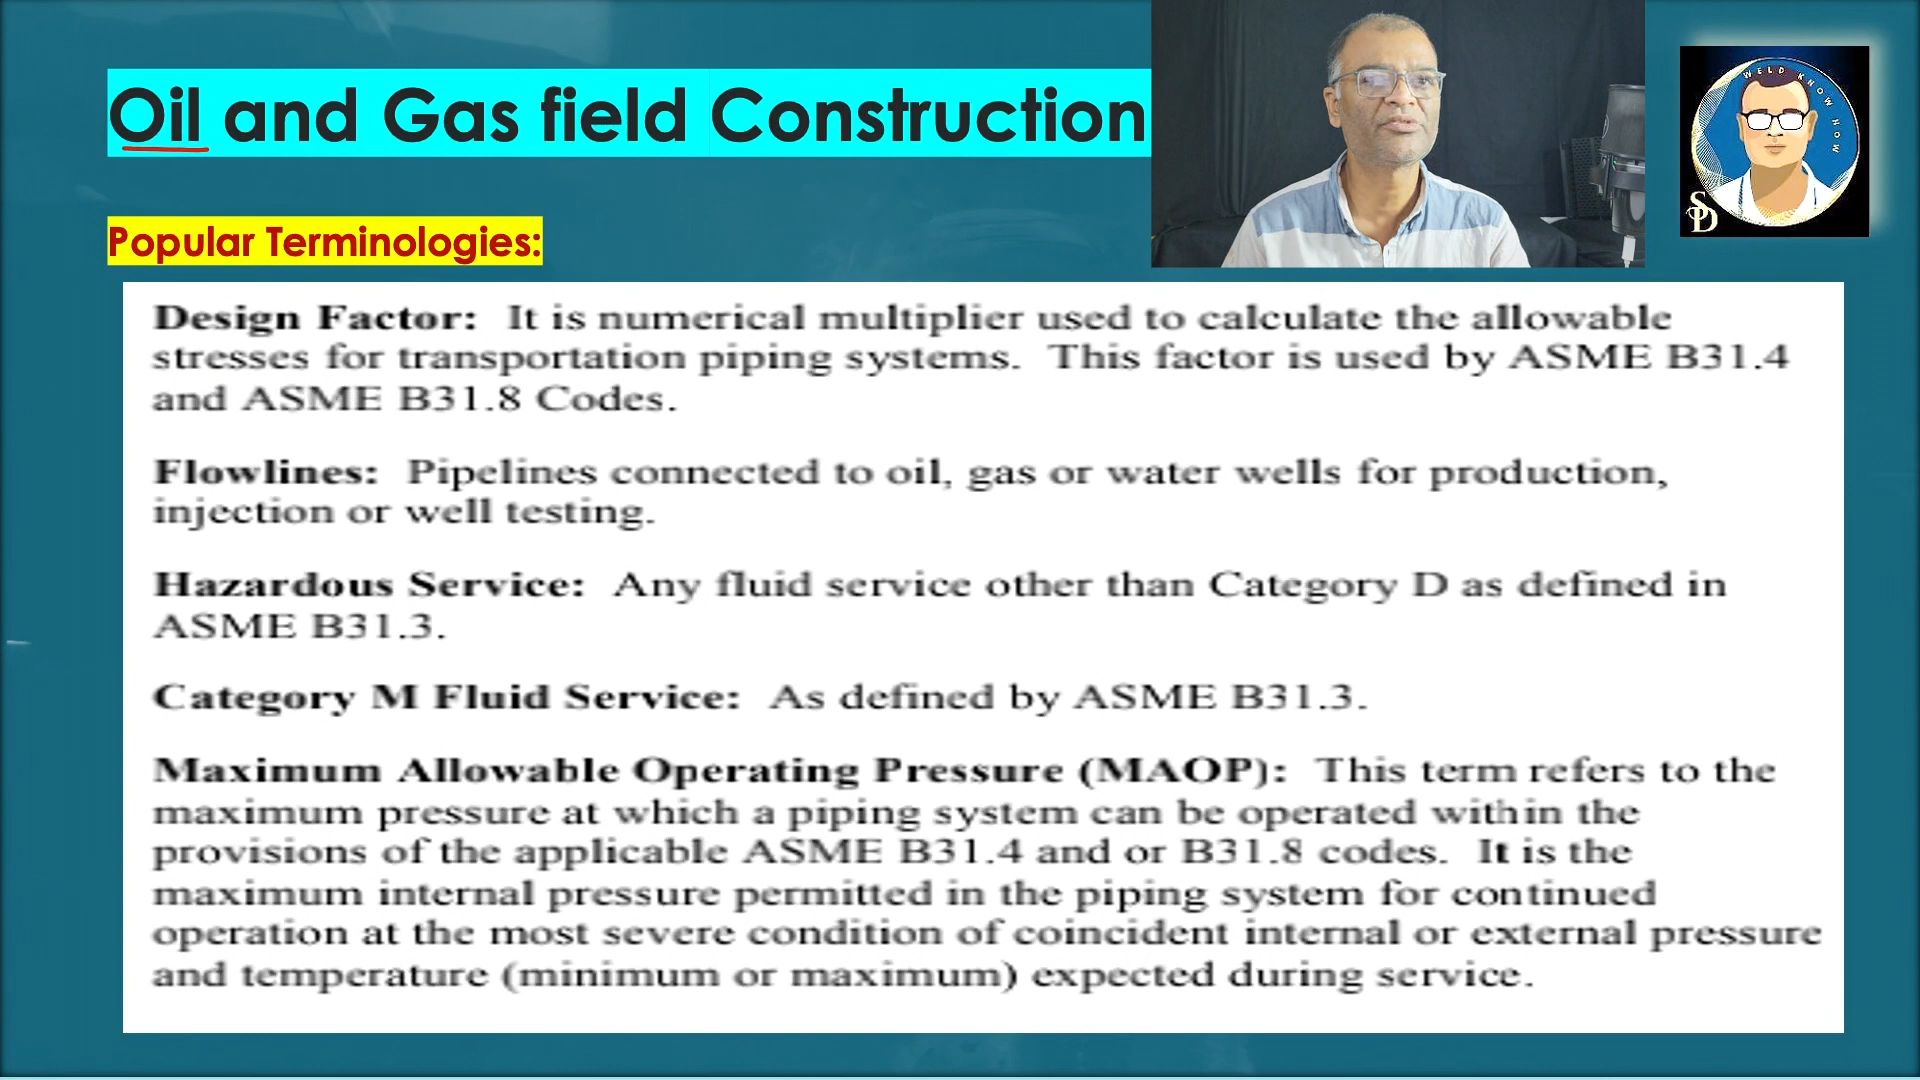 Oil and Gas field Construction
WELD KNOW HOW
SD
Popular Terminologies:
Design Factor: It is numerical multiplier used to calculate the allowable
stresses for transportation piping systems. This factor is used by ASME B31.4
and ASME B31.8 Codes.
Flowlines: Pipelines connected to oil, gas or water wells for production,
injection or well testing.
Hazardous Service: Any fluid service other than Category D as defined in
ASME B31.3.
Category M Fluid Service: As defined by ASME B31.3.
Maximum Allowable Operating Pressure (MAOP): This term refers to the
maximum pressure at which a piping system can be operated within the
provisions of the applicable ASME B31.4 and or B31.8 codes. It is the
maximum internal pressure permitted in the piping system for continued
operation at the most severe condition of coincident internal or external pressure
and temperature (minimum or maximum) expected during service.